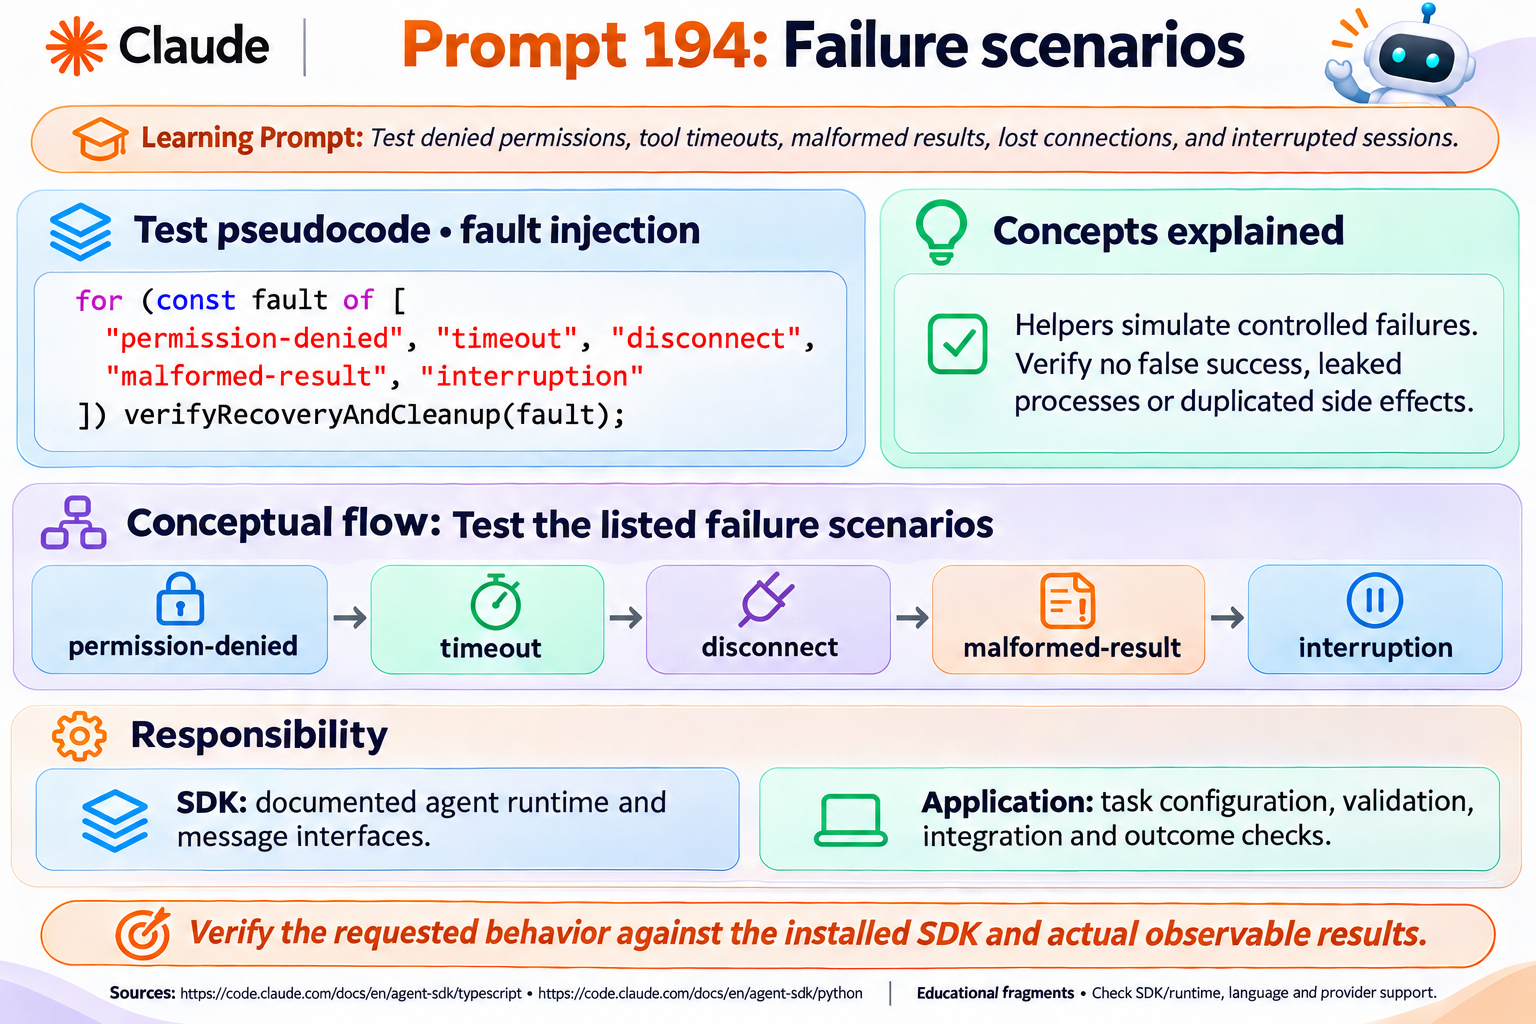 Claude
Prompt 194: Failure scenarios
Learning Prompt: Test denied permissions, tool timeouts, malformed results, lost connections, and interrupted sessions.
Test pseudocode • fault injection
for (const fault of [
"permission-denied", "timeout", "disconnect",
"malformed-result", "interruption"
]) verifyRecoveryAndCleanup(fault);
Concepts explained
Helpers simulate controlled failures.
Verify no false success, leaked
processes or duplicated side effects.
Conceptual flow: Test the listed failure scenarios
permission-denied
timeout
disconnect
malformed-result
interruption
Responsibility
SDK: documented agent runtime and
message interfaces.
Application: task configuration, validation,
integration and outcome checks.
Verify the requested behavior against the installed SDK and actual observable results.
Sources: https://code.claude.com/docs/en/agent-sdk/typescript • https://code.claude.com/docs/en/agent-sdk/python
Educational fragments • Check SDK/runtime, language and provider support.